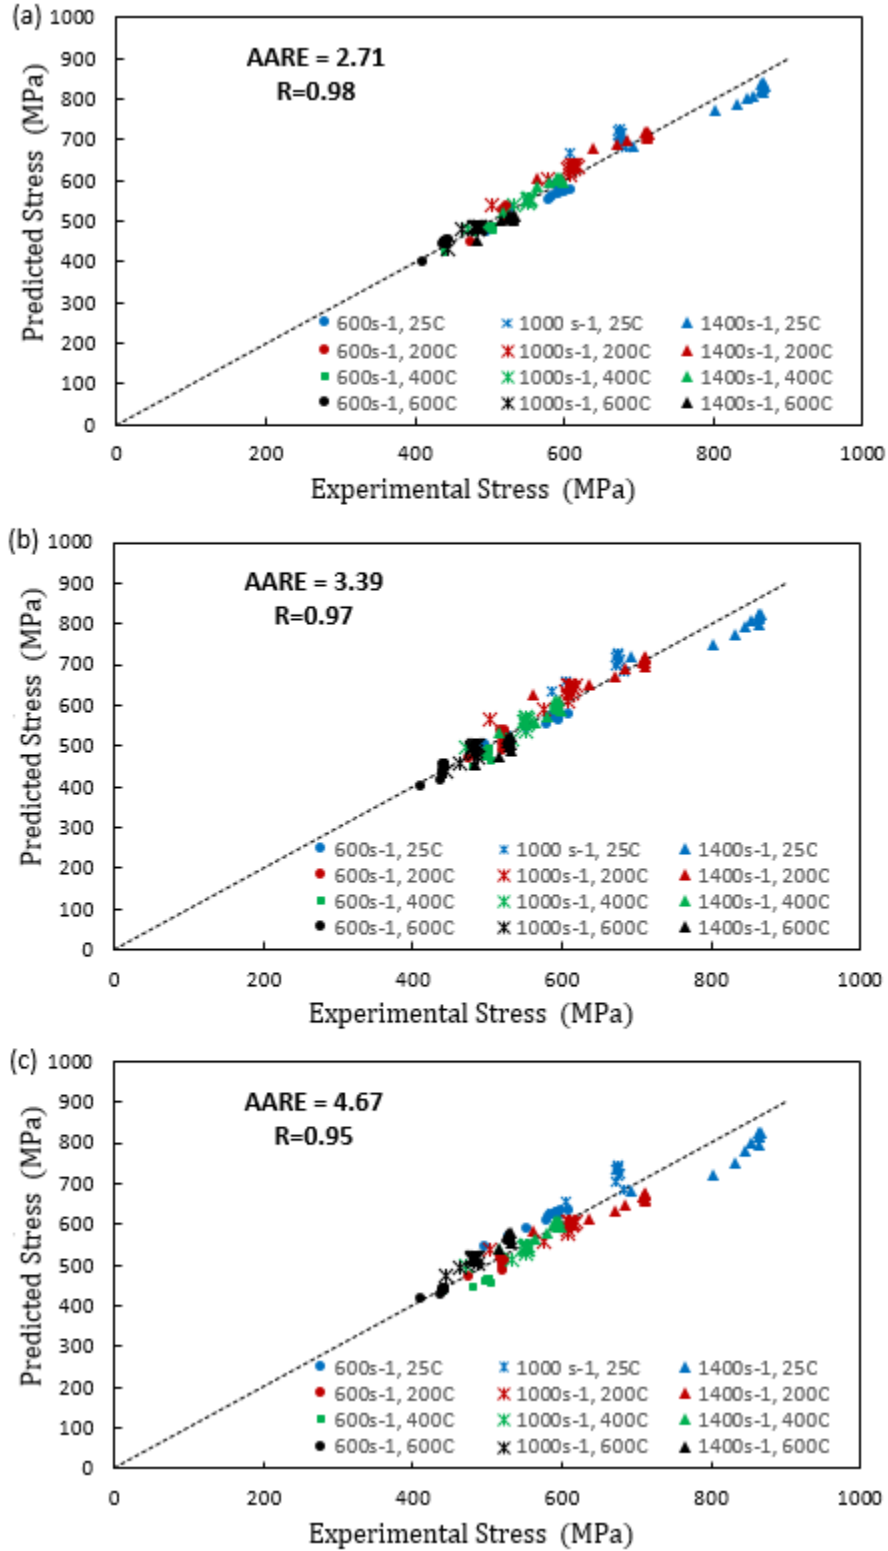 (a)
1000
900
800
700
600
500
400
300
200
100
0
Predicted Stress (MPa)
AARE = 2.71
R=0.98
600s-1, 25C 1000 s-1, 25C 1400s-1, 25C
600s-1, 200C 1000s-1, 200C 1400s-1, 200C
600s-1, 400C 1000s-1, 400C 1400s-1, 400C
600s-1, 600C 1000s-1, 600C 1400s-1, 600C
0 200 400 600 800 1000
Experimental Stress (MPa)
(b)
1000
900
800
700
600
500
400
300
200
100
0
Predicted Stress (MPa)
AARE = 3.39
R=0.97
600s-1, 25C 1000 s-1, 25C 1400s-1, 25C
600s-1, 200C 1000s-1, 200C 1400s-1, 200C
600s-1, 400C 1000s-1, 400C 1400s-1, 400C
600s-1, 600C 1000s-1, 600C 1400s-1, 600C
0 200 400 600 800 1000
Experimental Stress (MPa)
(c)
1000
900
800
700
600
500
400
300
200
100
0
Predicted Stress (MPa)
AARE = 4.67
R=0.95
600s-1, 25C 1000 s-1, 25C 1400s-1, 25C
600s-1, 200C 1000s-1, 200C 1400s-1, 200C
600s-1, 400C 1000s-1, 400C 1400s-1, 400C
600s-1, 600C 1000s-1, 600C 1400s-1, 600C
0 200 400 600 800 1000
Experimental Stress (MPa)